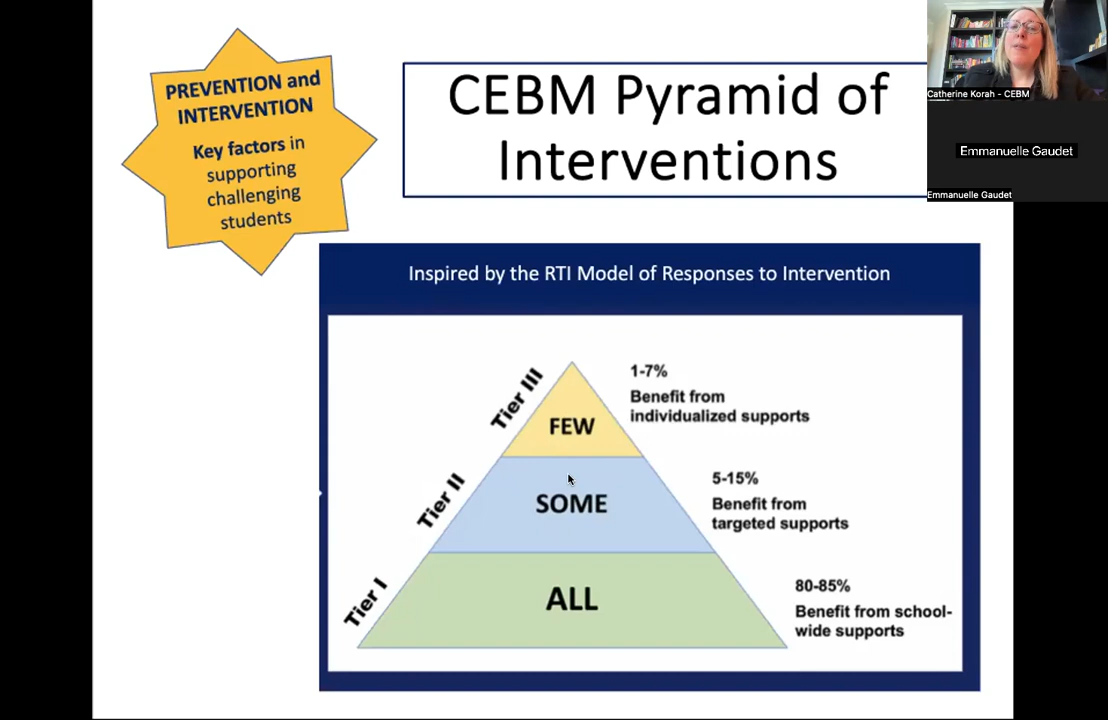 PREVENTION and
INTERVENTION
Key factors in
supporting
challenging
students
CEBM Pyramid of
Interventions
Catherine Korah - CEBM
Emmanuelle Gaudet
Emmanuelle Gaudet
Inspired by the RTI Model of Responses to Intervention
Tier III
FEW
1-7%
Benefit from
individualized supports
Tier II
SOME
5-15%
Benefit from
targeted supports
Tier I
ALL
80-85%
Benefit from school-
wide supports